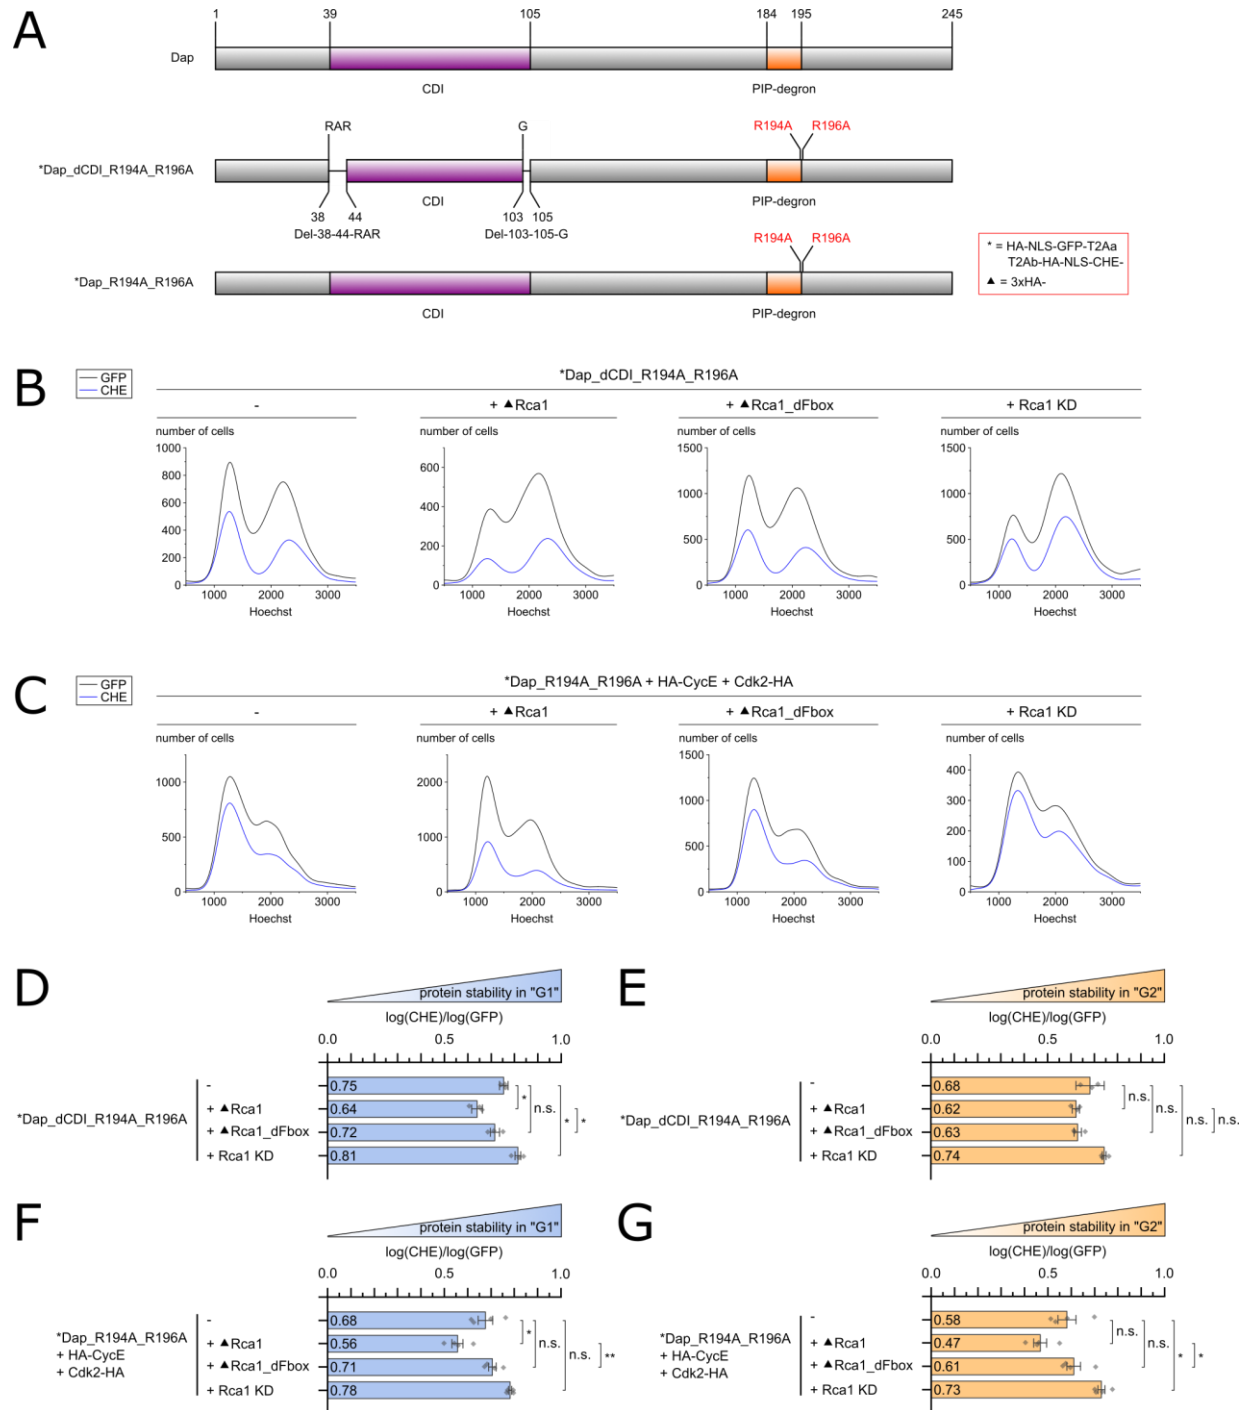 A
1 39 105 184 195 245
Dap
CDI PIP-degron
RAR G R194A R196A
*Dap_dCDI_R194A_R196A
CDI PIP-degron
38 44 103 105
Del-38-44-RAR Del-103-105-G
R194A R196A
*Dap_R194A_R196A
CDI PIP-degron
* = HA-NLS-GFP-T2Aa
T2Ab-HA-NLS-CHE-
▲ = 3xHA-
B
GFP
CHE
*Dap_dCDI_R194A_R196A
- + ▲Rca1 + ▲Rca1_dFbox + Rca1 KD
number of cells number of cells number of cells number of cells
1000
800
600
400
200
0
1000 2000 3000
Hoechst
600
400
200
0
1000 2000 3000
Hoechst
1500
1000
500
0
1000 2000 3000
Hoechst
1500
1000
500
0
1000 2000 3000
Hoechst
C
GFP
CHE
*Dap_R194A_R196A + HA-CycE + Cdk2-HA
- + ▲Rca1 + ▲Rca1_dFbox + Rca1 KD
number of cells number of cells number of cells number of cells
1000
500
0
1000 2000 3000
Hoechst
2000
1000
0
1000 2000 3000
Hoechst
1500
1000
500
0
1000 2000 3000
Hoechst
400
300
200
100
0
1000 2000 3000
Hoechst
D
protein stability in "G1"
log(CHE)/log(GFP)
0.0 0.5 1.0
*Dap_dCDI_R194A_R196A
- 0.75
+ ▲Rca1 0.64
+ ▲Rca1_dFbox 0.72
+ Rca1 KD 0.81
* n.s. * *
E
protein stability in "G2"
log(CHE)/log(GFP)
0.0 0.5 1.0
*Dap_dCDI_R194A_R196A
- 0.68
+ ▲Rca1 0.62
+ ▲Rca1_dFbox 0.63
+ Rca1 KD 0.74
n.s. n.s. n.s. n.s.
F
protein stability in "G1"
log(CHE)/log(GFP)
0.0 0.5 1.0
*Dap_R194A_R196A
+ HA-CycE
+ Cdk2-HA
- 0.68
+ ▲Rca1 0.56
+ ▲Rca1_dFbox 0.71
+ Rca1 KD 0.78
* n.s. n.s. **
G
protein stability in "G2"
log(CHE)/log(GFP)
0.0 0.5 1.0
*Dap_R194A_R196A
+ HA-CycE
+ Cdk2-HA
- 0.58
+ ▲Rca1 0.47
+ ▲Rca1_dFbox 0.61
+ Rca1 KD 0.73
n.s. n.s. * *